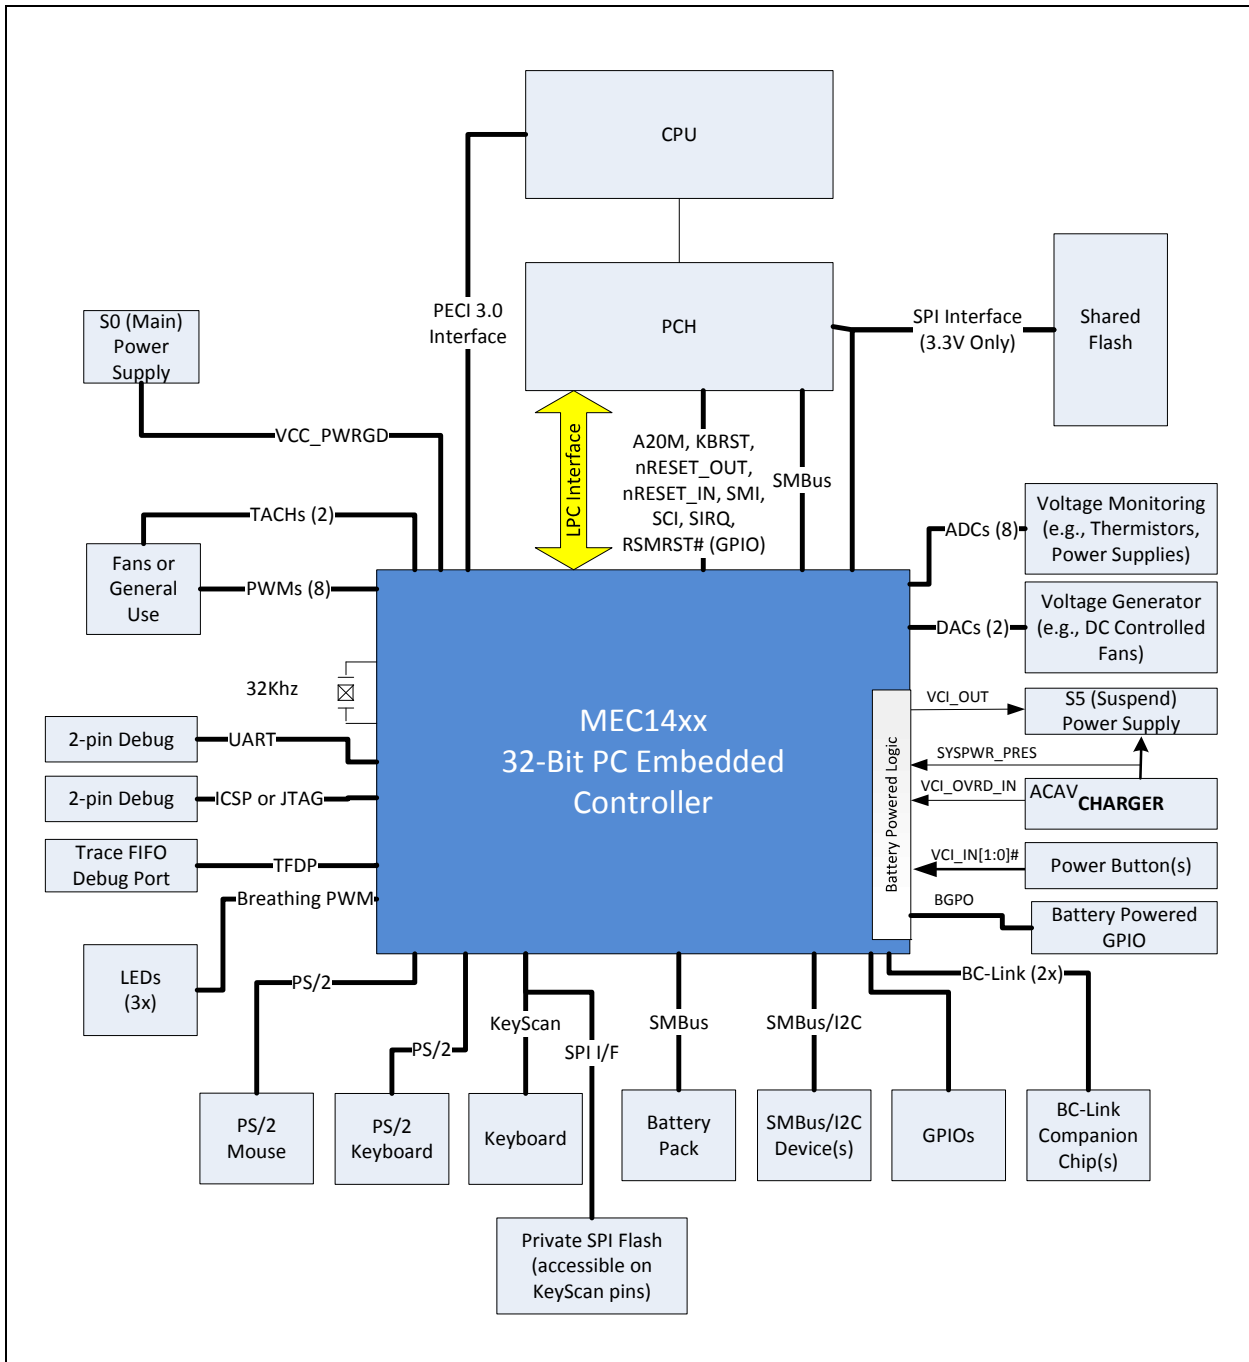 CPU
PCH
PECI 3.0
Interface
SPI Interface
(3.3V Only)
Shared
Flash
S0 (Main)
Power
Supply
VCC_PWRGD
LPC Interface
A20M, KBRST,
nRESET_OUT,
nRESET_IN, SMI,
SCI, SIRQ,
RSMRST# (GPIO)
SMBus
TACHs (2)
Fans or
General
Use
PWMs (8)
ADCs (8)
Voltage Monitoring
(e.g., Thermistors,
Power Supplies)
DACs (2)
Voltage Generator
(e.g., DC Controlled
Fans)
32Khz
MEC14xx
32-Bit PC Embedded
Controller
Battery Powered Logic
VCI_OUT
S5 (Suspend)
Power Supply
SYSPWR_PRES
VCI_OVRD_IN
ACAV
CHARGER
VCI_IN[1:0]#
Power Button(s)
BGPO
Battery Powered
GPIO
2-pin Debug
UART
2-pin Debug
ICSP or JTAG
Trace FIFO
Debug Port
TFDP
Breathing PWM
LEDs
(3x)
PS/2
PS/2
KeyScan
SPI I/F
SMBus
SMBus/I2C
BC-Link (2x)
PS/2
Mouse
PS/2
Keyboard
Keyboard
Battery
Pack
SMBus/I2C
Device(s)
GPIOs
BC-Link
Companion
Chip(s)
Private SPI Flash
(accessible on
KeyScan pins)